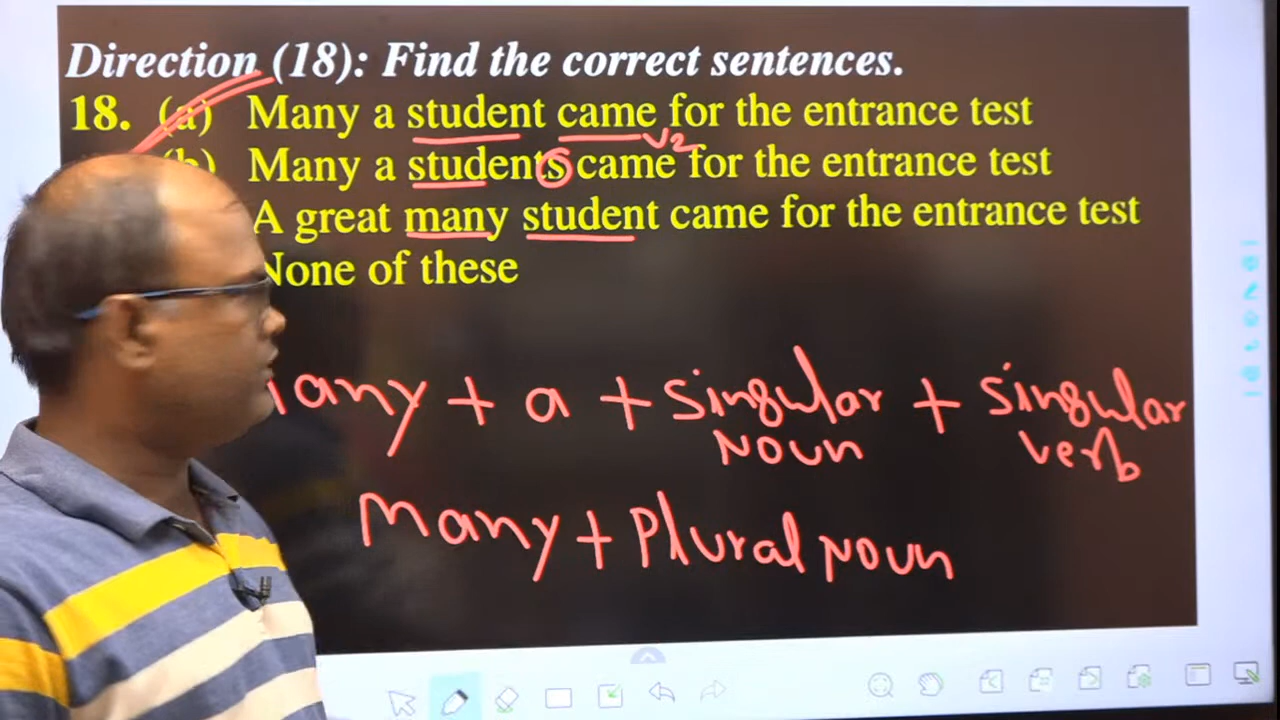 Direction (18): Find the correct sentences.
18. (a) Many a student came for the entrance test
V2
(b) Many a students came for the entrance test
A great many student came for the entrance test
None of these
any + a + singular noun + singular verb
Many + Plural noun